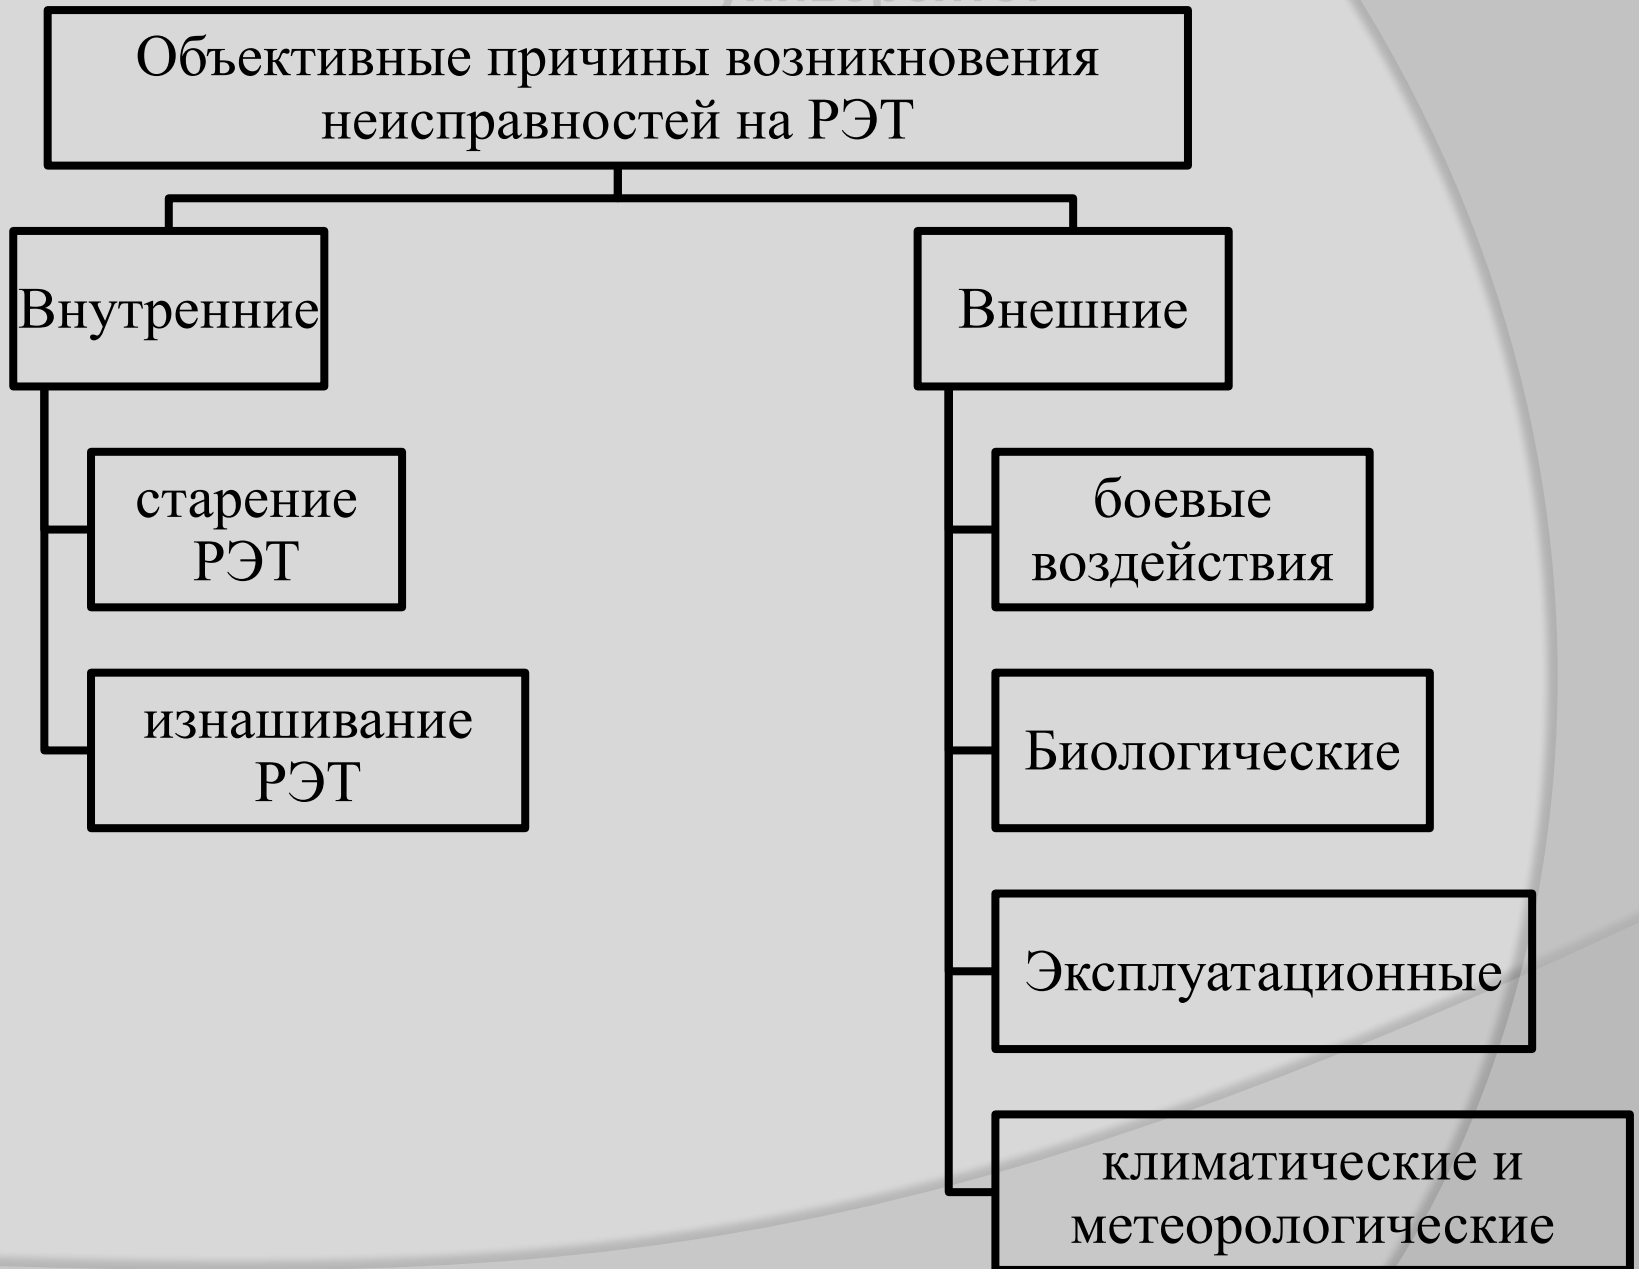 Объективные причины возникновения
неисправностей на РЭТ
Внутренние
старение
РЭТ
изнашивание
РЭТ
Внешние
боевые
воздействия
Биологические
Эксплуатационные
климатические и
метеорологические